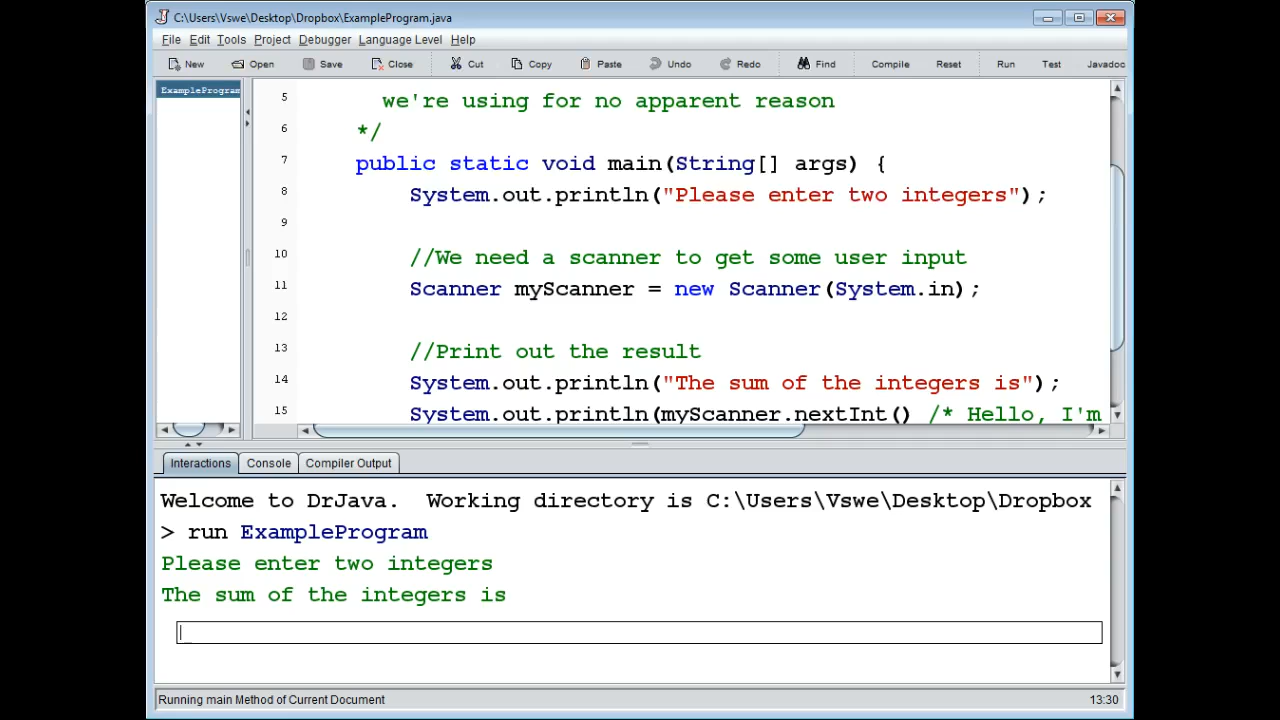 C:\Users\Vswe\Desktop\Dropbox\ExampleProgram.java
File Edit Tools Project Debugger Language Level Help
New Open Save Close Cut Copy Paste Undo Redo Find Compile Reset Run Test Javadoc
ExampleProgram
5 we're using for no apparent reason
6 */
7 public static void main(String[] args) {
8 System.out.println("Please enter two integers");
9
10 //We need a scanner to get some user input
11 Scanner myScanner = new Scanner(System.in);
12
13 //Print out the result
14 System.out.println("The sum of the integers is");
15 System.out.println(myScanner.nextInt() /* Hello, I'm
Interactions Console Compiler Output
Welcome to DrJava.  Working directory is C:\Users\Vswe\Desktop\Dropbox
> run ExampleProgram
Please enter two integers
The sum of the integers is
Running main Method of Current Document 13:30